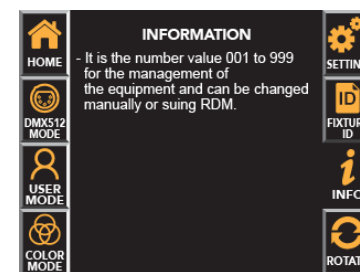 INFORMATION
- It is the number value 001 to 999
for the management of
the equipment and can be changed
manually or suing RDM.
HOME
DMX512
MODE
USER
MODE
COLOR
MODE
SETTIN
ID
FIXTUR
ID
i
INFO
ROTAT